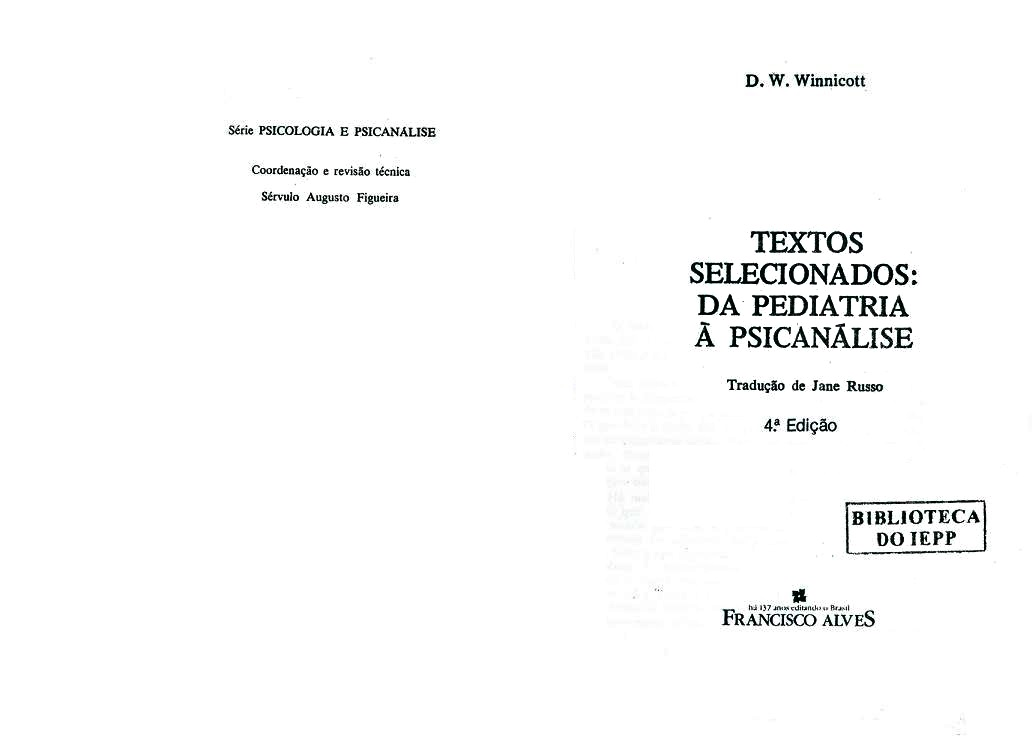 Série PSICOLOGIA E PSICANÁLISE
Coordenação e revisão técnica
Sérvulo Augusto Figueira
D. W. Winnicott
TEXTOS
SELECIONADOS:
DA PEDIATRIA
À PSICANÁLISE
Tradução de Jane Russo
4.ª Edição
BIBLIOTECA
DO IEPP
há 137 anos editando o Brasil
FRANCISCO ALVES